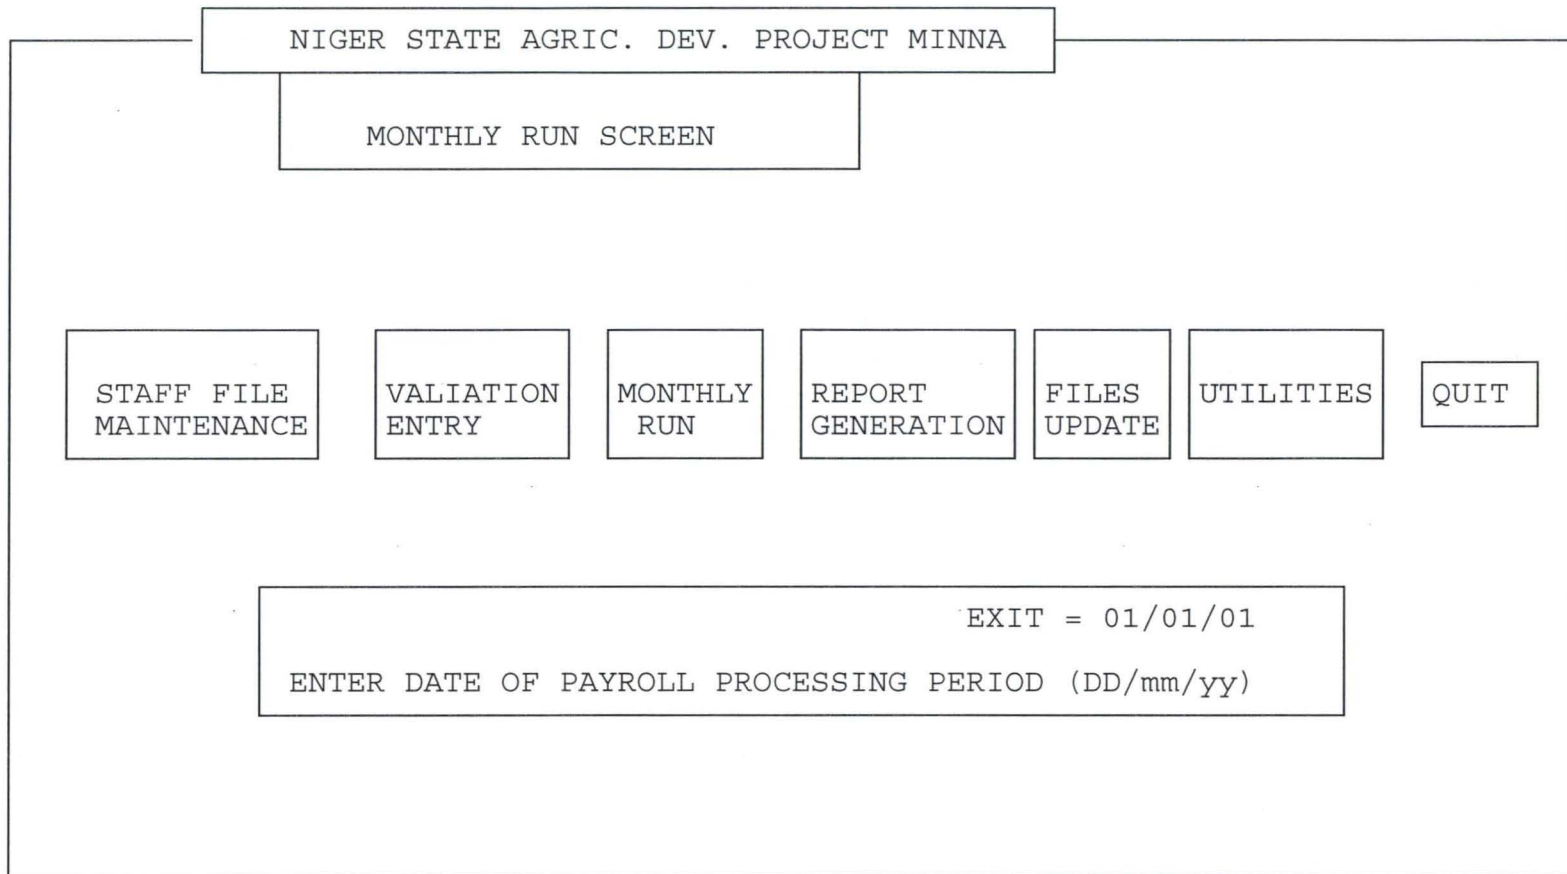 NIGER STATE AGRIC. DEV. PROJECT MINNA
MONTHLY RUN SCREEN
STAFF FILE
MAINTENANCE
VALIATION
ENTRY
MONTHLY
RUN
REPORT
GENERATION
FILES
UPDATE
UTILITIES
QUIT
EXIT = 01/01/01
ENTER DATE OF PAYROLL PROCESSING PERIOD (DD/mm/yy)